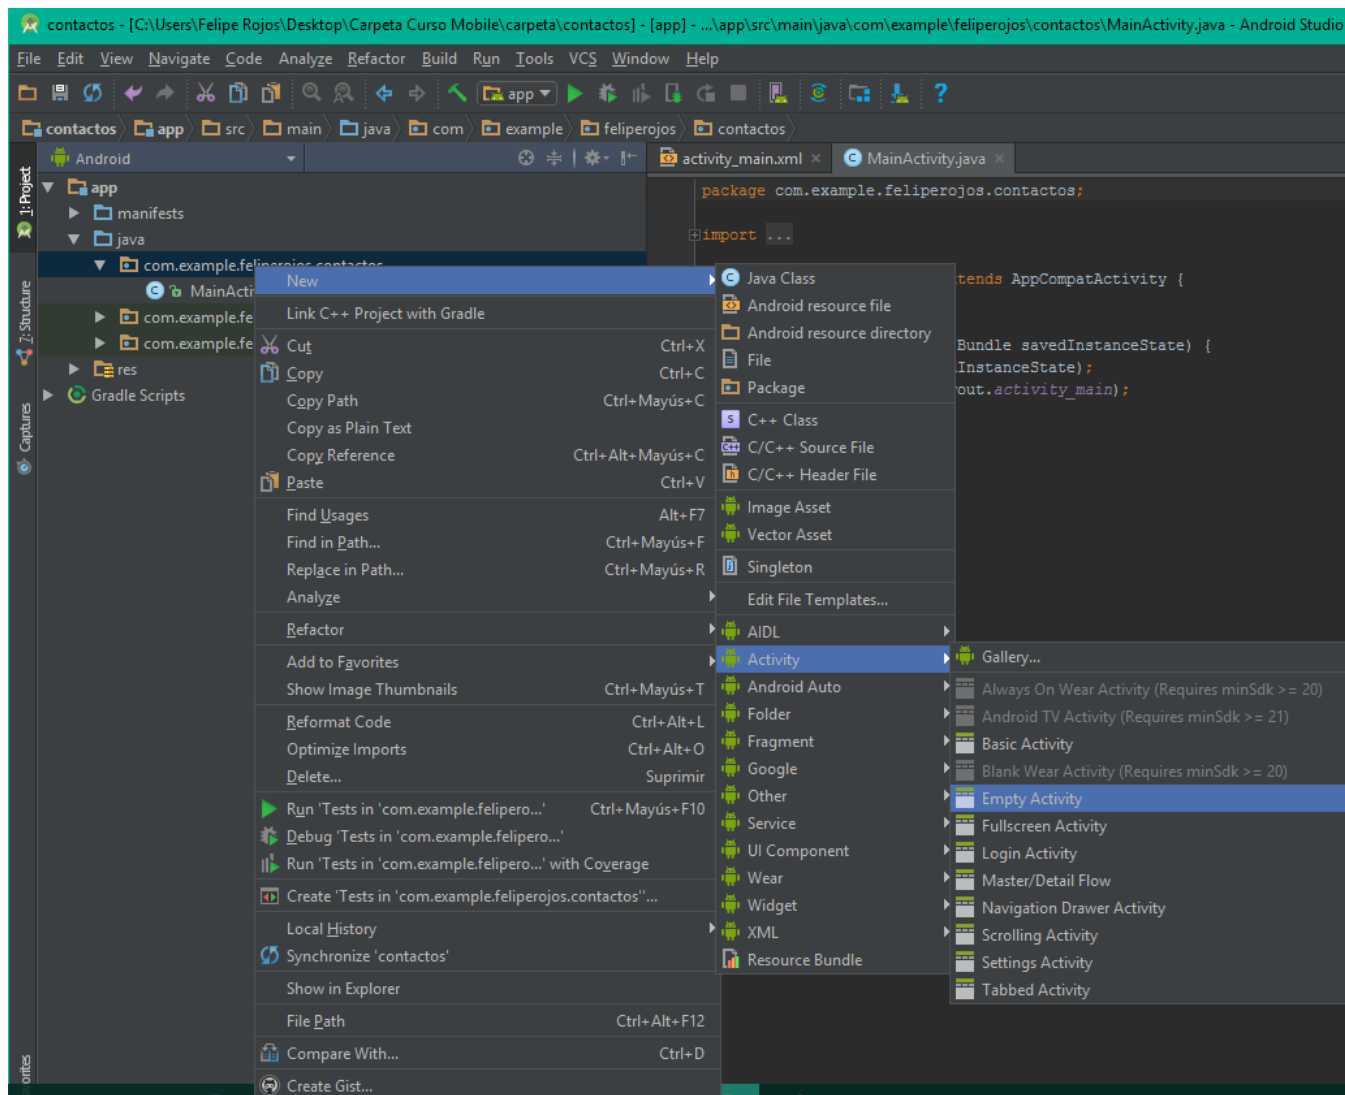 contactos - [C:\Users\Felipe Rojos\Desktop\Carpeta Curso Mobile\carpeta\contactos] - [app] - ...\app\src\main\java\com\example\feliperojos\contactos\MainActivity.java - Android Studio
File Edit View Navigate Code Analyze Refactor Build Run Tools VCS Window Help
app
contactos app src main java com example feliperojos contactos
Android
activity_main.xml
MainActivity.java
1: Project
7: Structure
Captures
app
manifests
java
com.example.feliperojos.contactos
MainActi
com.example.fe
com.example.fe
res
Gradle Scripts
package com.example.feliperojos.contactos;
import ...
tends AppCompatActivity {
Bundle savedInstanceState) {
InstanceState);
out.activity_main);
New
Link C++ Project with Gradle
Cut Ctrl+X
Copy Ctrl+C
Copy Path Ctrl+Mayús+C
Copy as Plain Text
Copy Reference Ctrl+Alt+Mayús+C
Paste Ctrl+V
Find Usages Alt+F7
Find in Path... Ctrl+Mayús+F
Replace in Path... Ctrl+Mayús+R
Analyze
Refactor
Add to Favorites
Show Image Thumbnails Ctrl+Mayús+T
Reformat Code Ctrl+Alt+L
Optimize Imports Ctrl+Alt+O
Delete... Suprimir
Run 'Tests in 'com.example.felipero...' Ctrl+Mayús+F10
Debug 'Tests in 'com.example.felipero...'
Run 'Tests in 'com.example.felipero...' with Coverage
Create 'Tests in 'com.example.feliperojos.contactos''...
Local History
Synchronize 'contactos'
Show in Explorer
File Path Ctrl+Alt+F12
Compare With... Ctrl+D
Create Gist...
Java Class
Android resource file
Android resource directory
File
Package
C++ Class
C/C++ Source File
C/C++ Header File
Image Asset
Vector Asset
Singleton
Edit File Templates...
AIDL
Activity
Android Auto
Folder
Fragment
Google
Other
Service
UI Component
Wear
Widget
XML
Resource Bundle
Gallery...
Always On Wear Activity (Requires minSdk >= 20)
Android TV Activity (Requires minSdk >= 21)
Basic Activity
Blank Wear Activity (Requires minSdk >= 20)
Empty Activity
Fullscreen Activity
Login Activity
Master/Detail Flow
Navigation Drawer Activity
Scrolling Activity
Settings Activity
Tabbed Activity
orites